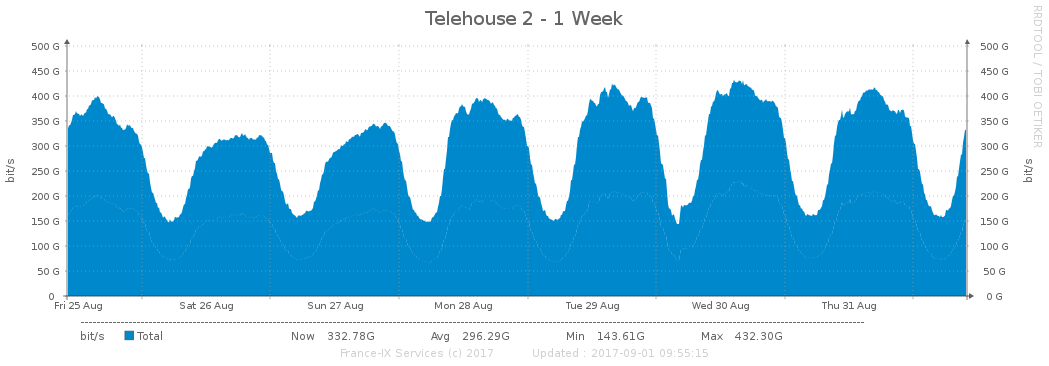 Telehouse 2 - 1 Week
RRDTOOL / TOBI OETIKER
bit/s
500 G 500 G
450 G 450 G
400 G 400 G
350 G 350 G
300 G 300 G
250 G 250 G
200 G 200 G
150 G 150 G
100 G 100 G
50 G 50 G
0 0 G
bit/s
Fri 25 Aug Sat 26 Aug Sun 27 Aug Mon 28 Aug Tue 29 Aug Wed 30 Aug Thu 31 Aug
bit/s Total Now 332.78G Avg 296.29G Min 143.61G Max 432.30G
France-IX Services (c) 2017 Updated : 2017-09-01 09:55:15